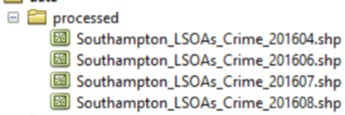 processed
Southampton_LSOAs_Crime_201604.shp
Southampton_LSOAs_Crime_201606.shp
Southampton_LSOAs_Crime_201607.shp
Southampton_LSOAs_Crime_201608.shp